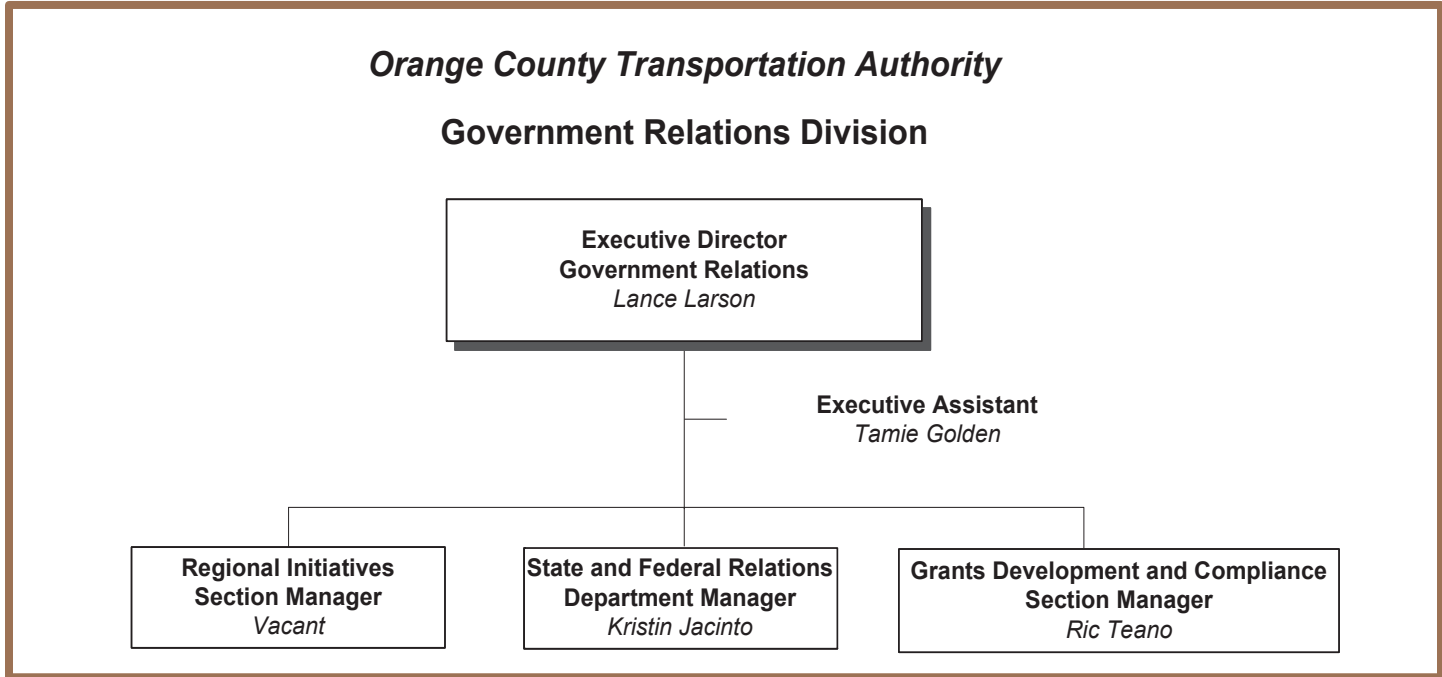 Orange County Transportation Authority
Government Relations Division
Executive Director
Government Relations
Lance Larson
Executive Assistant
Tamie Golden
Regional Initiatives
Section Manager
Vacant
State and Federal Relations
Department Manager
Kristin Jacinto
Grants Development and Compliance
Section Manager
Ric Teano